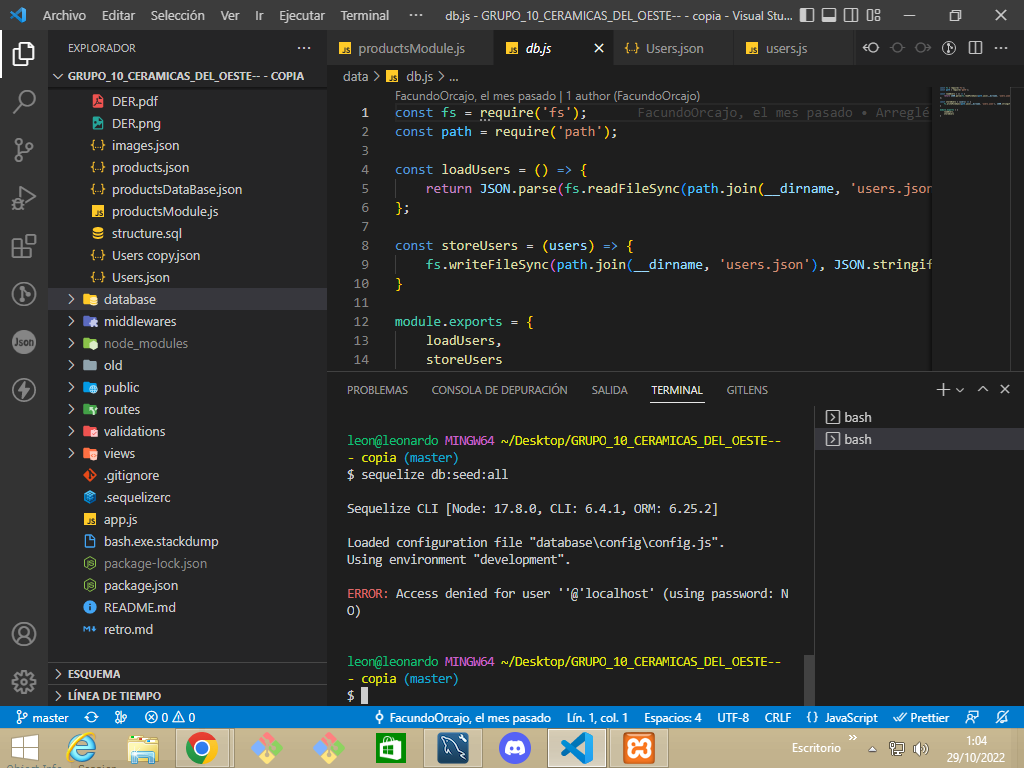 Archivo Editar Selección Ver Ir Ejecutar Terminal ··· db.js - GRUPO_10_CERAMICAS_DEL_OESTE-- - copia - Visual Stu...
EXPLORADOR ···
GRUPO_10_CERAMICAS_DEL_OESTE-- - COPIA
DER.pdf
DER.png
{..} images.json
{..} products.json
{..} productsDataBase.json
JS productsModule.js
structure.sql
{..} Users copy.json
{..} Users.json
database
middlewares
node_modules
old
public
routes
validations
views
.gitignore
.sequelizerc
JS app.js
bash.exe.stackdump
package-lock.json
package.json
README.md
retro.md
ESQUEMA
LÍNEA DE TIEMPO
JS productsModule.js JS db.js {..} Users.json JS users.js
data > JS db.js > ...
FacundoOrcajo, el mes pasado | 1 author (FacundoOrcajo)
1 const fs = require('fs'); FacundoOrcajo, el mes pasado • Arreglé
2 const path = require('path');
3
4 const loadUsers = () => {
5 return JSON.parse(fs.readFileSync(path.join(__dirname, 'users.json
6 };
7
8 const storeUsers = (users) => {
9 fs.writeFileSync(path.join(__dirname, 'users.json'), JSON.stringif
10 }
11
12 module.exports = {
13 loadUsers,
14 storeUsers
PROBLEMAS CONSOLA DE DEPURACIÓN SALIDA TERMINAL GITLENS
leon@leonardo MINGW64 ~/Desktop/GRUPO_10_CERAMICAS_DEL_OESTE--
- copia (master)
$ sequelize db:seed:all
Sequelize CLI [Node: 17.8.0, CLI: 6.4.1, ORM: 6.25.2]
Loaded configuration file "database\config\config.js".
Using environment "development".
ERROR: Access denied for user ''@'localhost' (using password: N
O)
leon@leonardo MINGW64 ~/Desktop/GRUPO_10_CERAMICAS_DEL_OESTE--
- copia (master)
$
bash
bash
Json
master 0 0 FacundoOrcajo, el mes pasado Lín. 1, col. 1 Espacios: 4 UTF-8 CRLF {} JavaScript Prettier
Escritorio »
1:04
29/10/2022